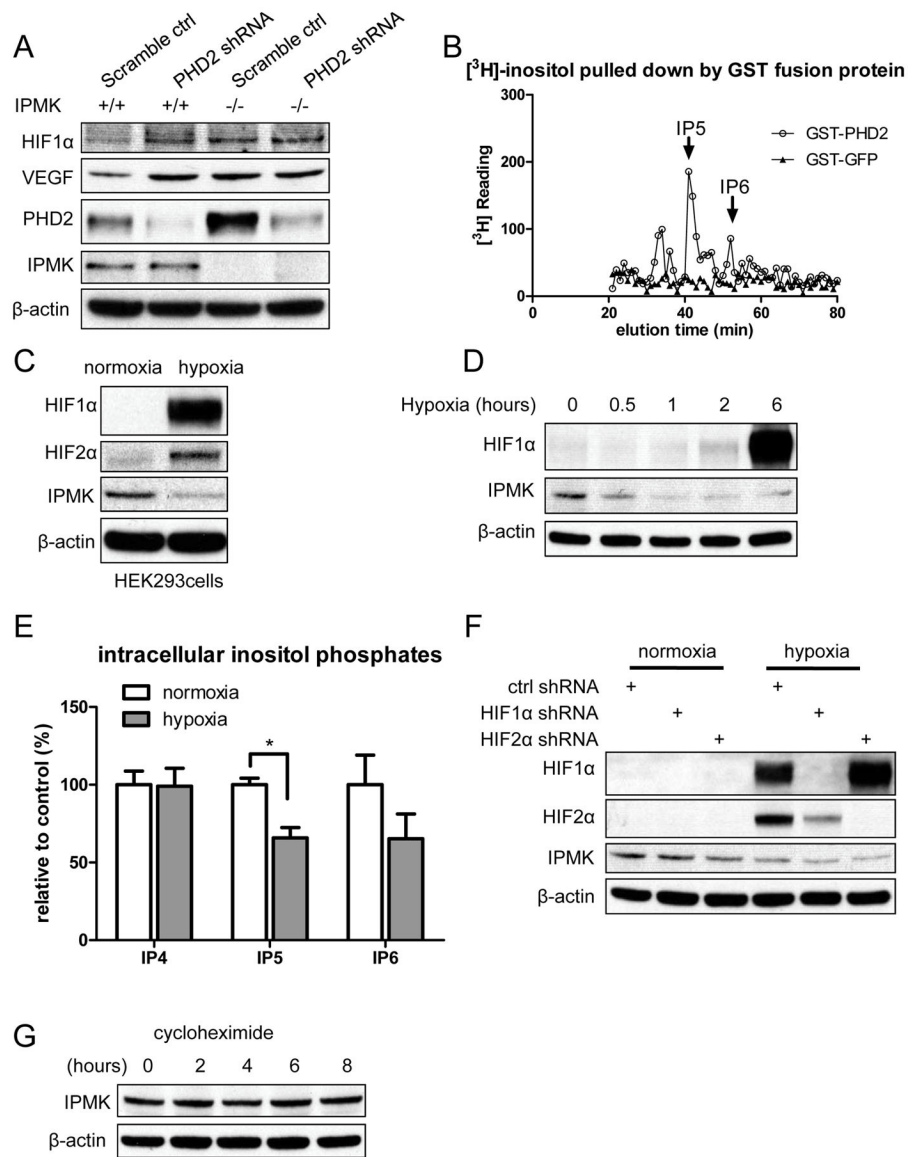 A
Scramble ctrl
PHD2 shRNA
Scramble ctrl
PHD2 shRNA
IPMK +/+ +/+ -/- -/-
HIF1α
VEGF
PHD2
IPMK
β-actin
B
[³H]-inositol pulled down by GST fusion protein
[³H] Reading
300
200
100
0
IP5
IP6
GST-PHD2
GST-GFP
0 20 40 60 80
elution time (min)
C
normoxia hypoxia
HIF1α
HIF2α
IPMK
β-actin
HEK293cells
D
Hypoxia (hours) 0 0.5 1 2 6
HIF1α
IPMK
β-actin
E
intracellular inositol phosphates
normoxia
hypoxia
relative to control (%)
150
100
50
0
*
IP4 IP5 IP6
F
normoxia hypoxia
ctrl shRNA + +
HIF1α shRNA + +
HIF2α shRNA + +
HIF1α
HIF2α
IPMK
β-actin
G
cycloheximide
(hours) 0 2 4 6 8
IPMK
β-actin